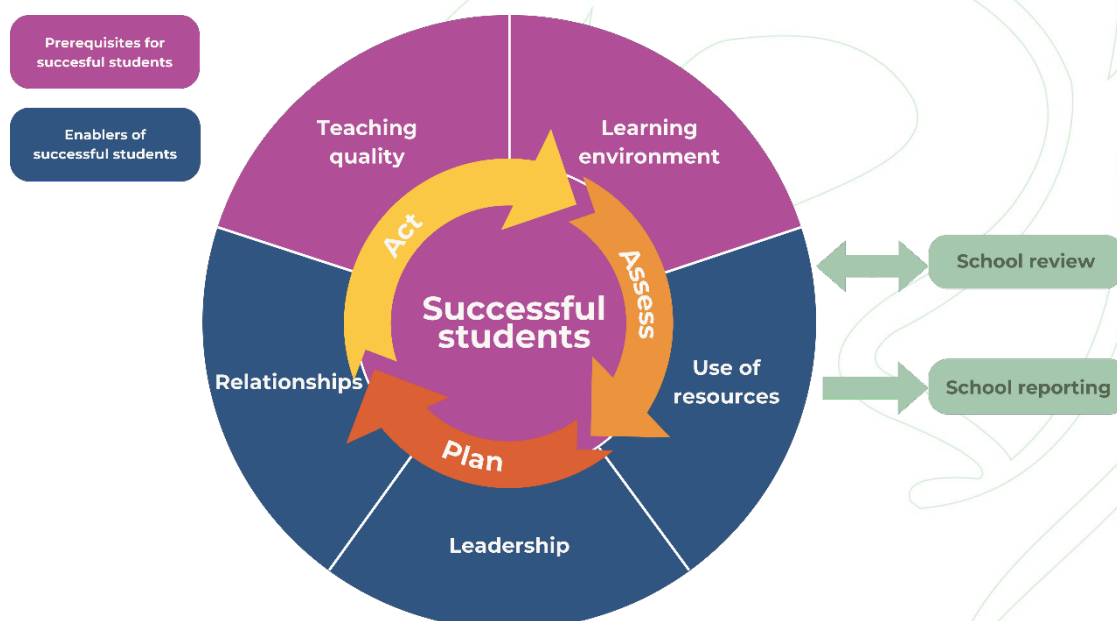 Prerequisites for
succesful students
Enablers of
successful students
Teaching
quality
Learning
environment
Act
Assess
Plan
Successful
students
Relationships
Use of
resources
Leadership
School review
School reporting